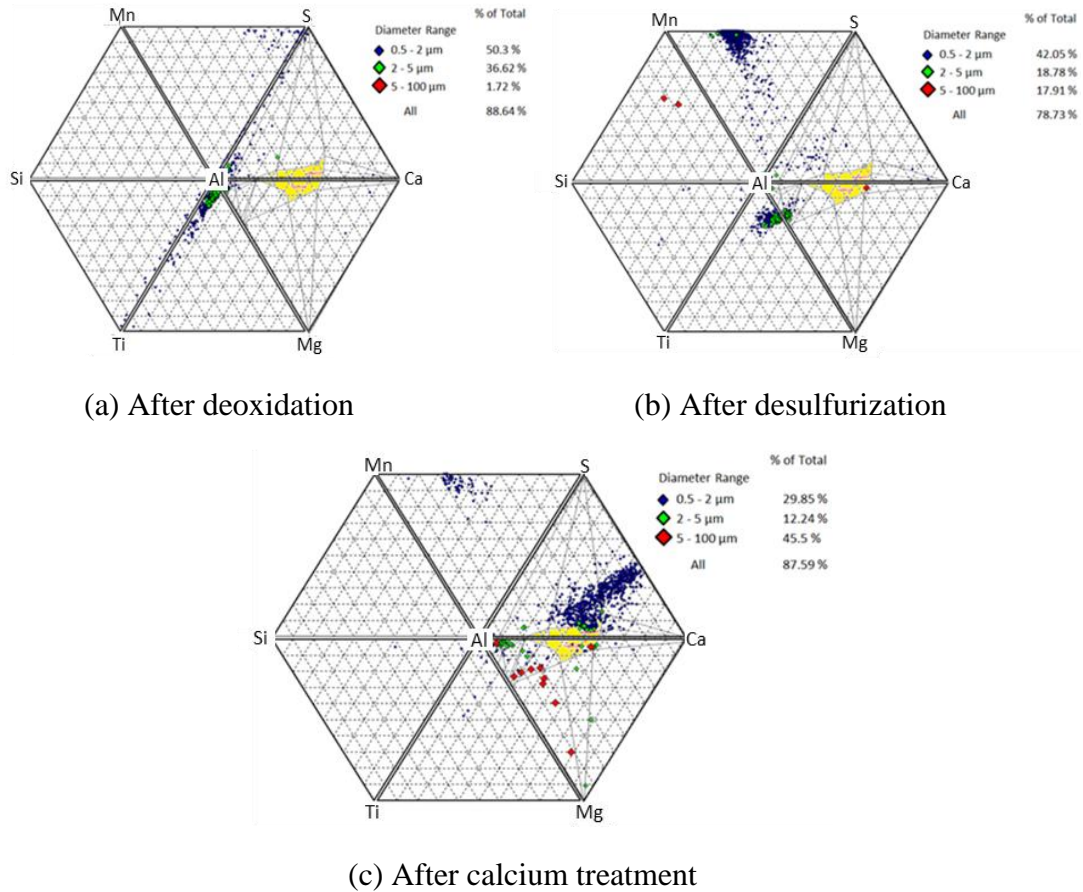 Mn
S
% of Total
Diameter Range
0.5 - 2 µm 50.3 %
2 - 5 µm 36.62 %
5 - 100 µm 1.72 %
All 88.64 %
Si
Al
Ca
Ti
Mg
(a) After deoxidation
Mn
S
% of Total
Diameter Range
0.5 - 2 µm 42.05 %
2 - 5 µm 18.78 %
5 - 100 µm 17.91 %
All 78.73 %
Si
Al
Ca
Ti
Mg
(b) After desulfurization
Mn
S
% of Total
Diameter Range
0.5 - 2 µm 29.85 %
2 - 5 µm 12.24 %
5 - 100 µm 45.5 %
All 87.59 %
Si
Al
Ca
Ti
Mg
(c) After calcium treatment